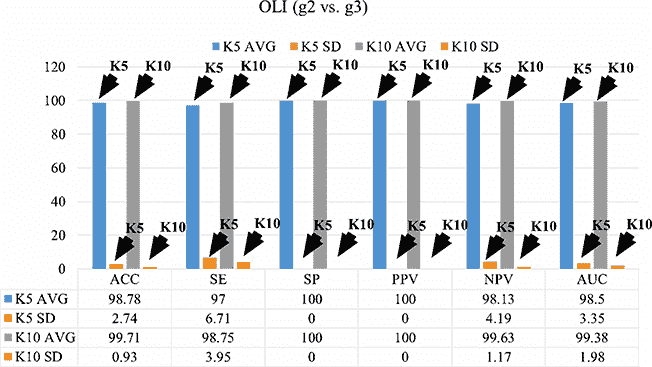 OLI (g2 vs. g3)
K5 AVG K5 SD K10 AVG K10 SD
K5 K10 K5 K10 K5 K10 K5 K10 K5 K10 K5 K10
120
100
80
60
40
20
K5 K10 K5 K10 K5 K10 K5 K10 K5 K10 K5 K10
0
ACC SE SP PPV NPV AUC
K5 AVG 98.78 97 100 100 98.13 98.5
K5 SD 2.74 6.71 0 0 4.19 3.35
K10 AVG 99.71 98.75 100 100 99.63 99.38
K10 SD 0.93 3.95 0 0 1.17 1.98